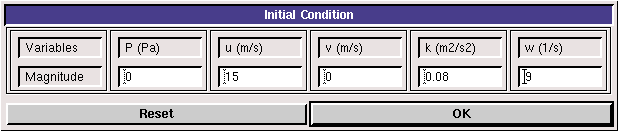 Initial Condition
Variables P (Pa) u (m/s) v (m/s) k (m2/s2) w (1/s)
Magnitude 0 15 0 0.08 9
Reset OK